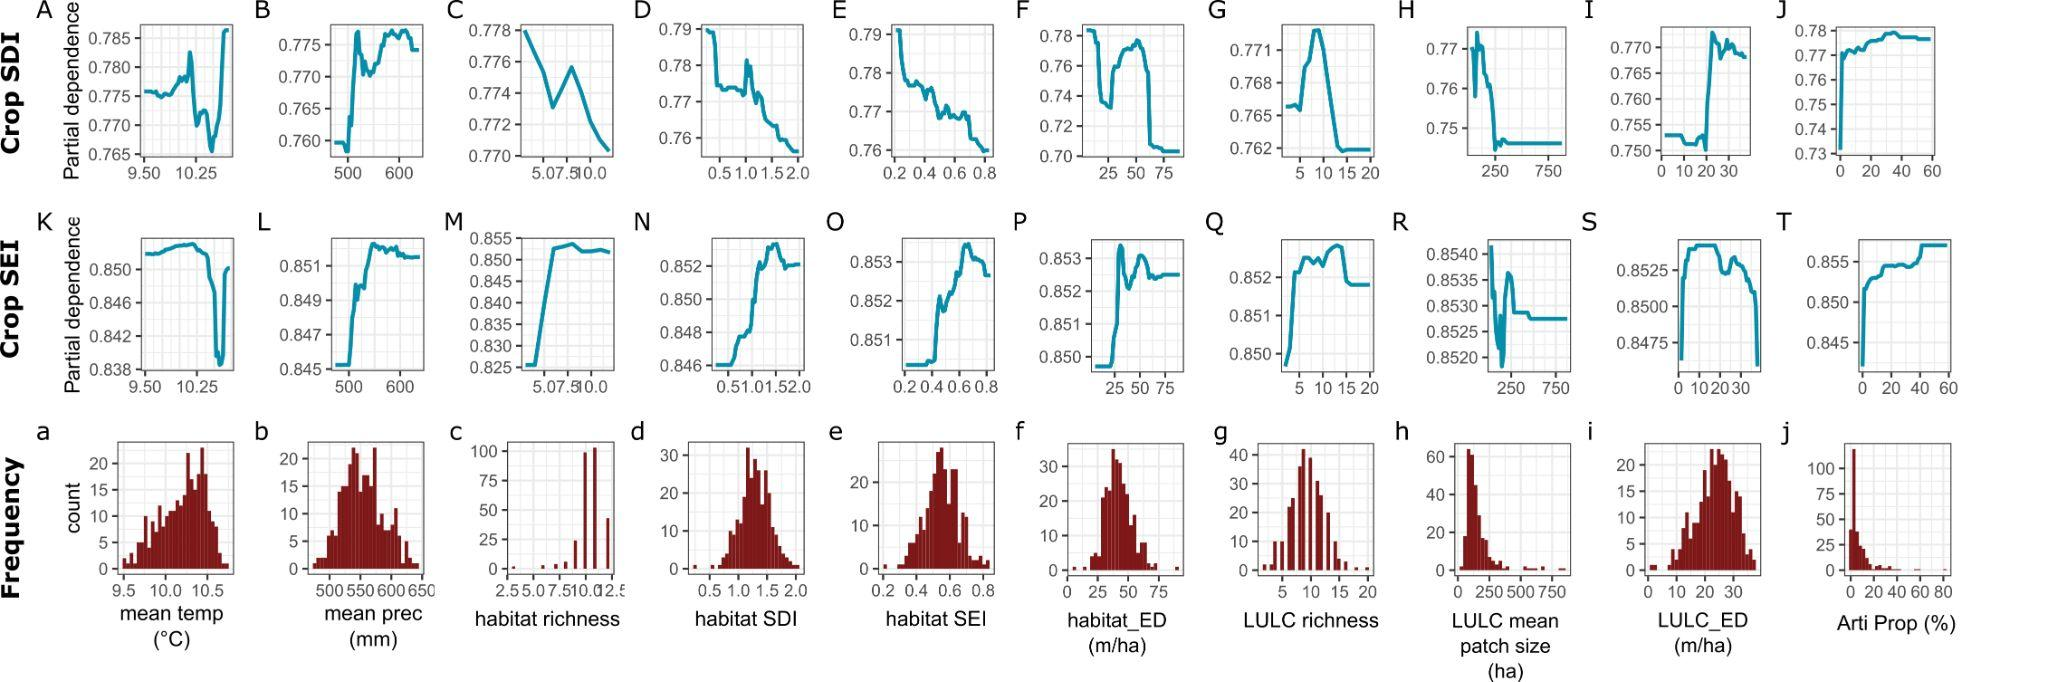 A B C D E F G H I J
Crop SDI
Partial dependence
0.785 0.780 0.775 0.770 0.765
9.50 10.25
0.775 0.770 0.765 0.760
500 600
0.778 0.776 0.774 0.772 0.770
5.0 7.5 10.0
0.79 0.78 0.77 0.76
0.5 1.0 1.5 2.0
0.79 0.78 0.77 0.76
0.2 0.4 0.6 0.8
0.78 0.76 0.74 0.72 0.70
25 50 75
0.771 0.768 0.765 0.762
5 10 15 20
0.77 0.76 0.75
250 750
0.770 0.765 0.760 0.755 0.750
0 10 20 30
0.78 0.77 0.76 0.75 0.74 0.73
0 20 40 60
K L M N O P Q R S T
Crop SEI
Partial dependence
0.850 0.846 0.842 0.838
9.50 10.25
0.851 0.849 0.847 0.845
500 600
0.855 0.850 0.845 0.840 0.835 0.830 0.825
5.0 7.5 10.0
0.852 0.850 0.848 0.846
0.5 1.0 1.5 2.0
0.853 0.852 0.851
0.2 0.4 0.6 0.8
0.853 0.852 0.851 0.850
25 50 75
0.852 0.851 0.850
5 10 15 20
0.8540 0.8535 0.8530 0.8525 0.8520
250 750
0.8525 0.8500 0.8475
0 10 20 30
0.855 0.850 0.845
0 20 40 60
a b c d e f g h i j
Frequency
count
20 15 10 5 0
9.5 10.0 10.5
mean temp
(°C)
20 15 10 5 0
500 550 600 650
mean prec
(mm)
100 75 50 25 0
2.5 5.0 7.5 10.0 12.5
habitat richness
30 20 10 0
0.5 1.0 1.5 2.0
habitat SDI
20 10 0
0.2 0.4 0.6 0.8
habitat SEI
30 20 10 0
0 25 50 75
habitat_ED
(m/ha)
40 30 20 10 0
5 10 15 20
LULC richness
60 40 20 0
0 250 500 750
LULC mean
patch size
(ha)
20 15 10 5 0
0 10 20 30
LULC_ED
(m/ha)
100 75 50 25 0
0 20 40 60 80
Arti Prop (%)